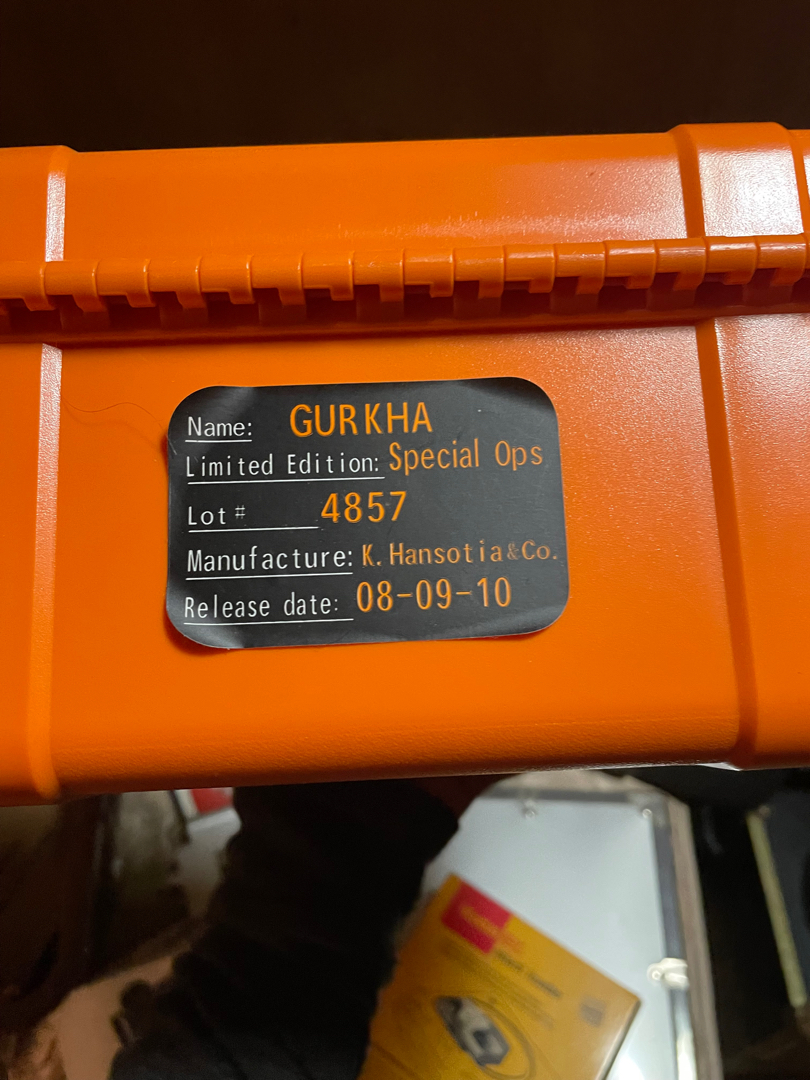 Name: GURKHA
Limited Edition: Special Ops
Lot # 4857
Manufacture: K. Hansotia & Co.
Release date: 08-09-10